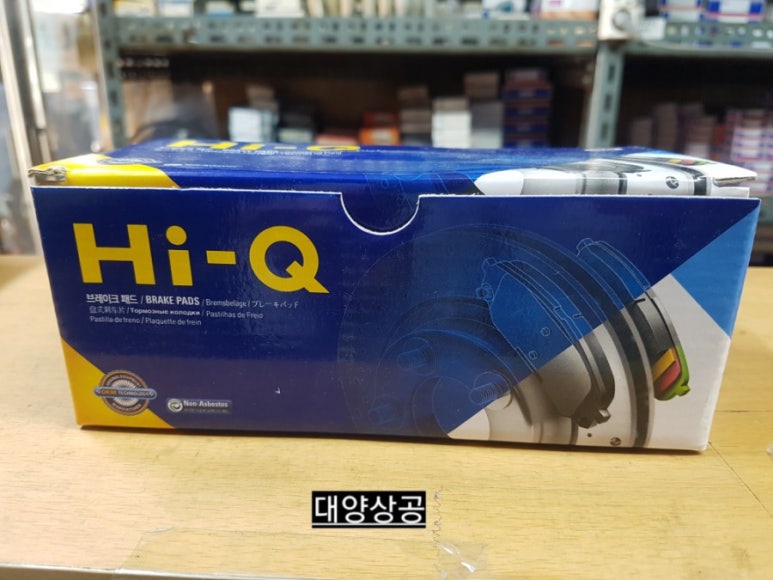 Hi-Q
Hi-Q
브레이크 패드 / BRAKE PADS / Bremsbelage / ブレーキパッド
盘式刹车片 / Тормозные колодки / Pastilhas de Freio
Pastilla de freno / Plaquette de frein
Non-Asbestos
대양상공